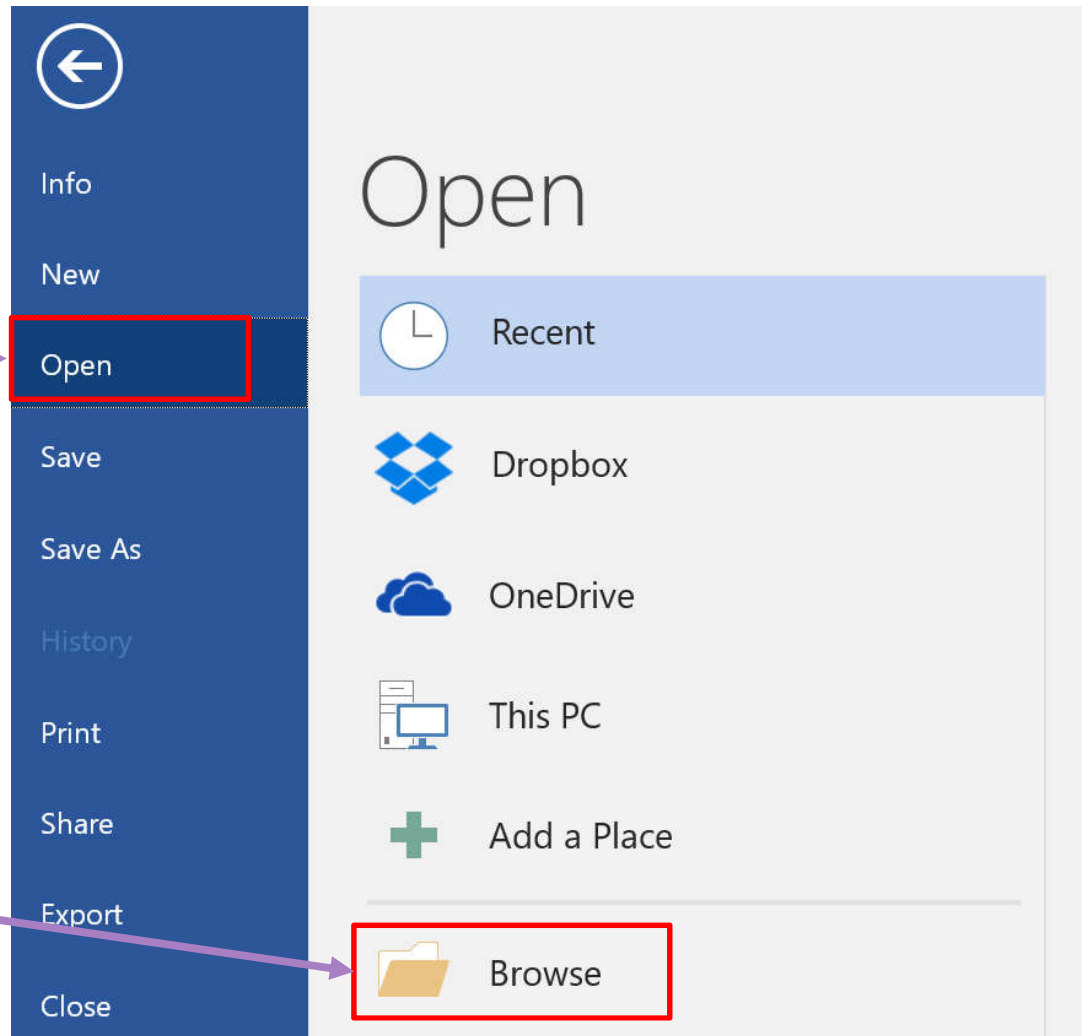 Info
New
Open
Save
Save As
History
Print
Share
Export
Close
Open
Recent
Dropbox
OneDrive
This PC
Add a Place
Browse